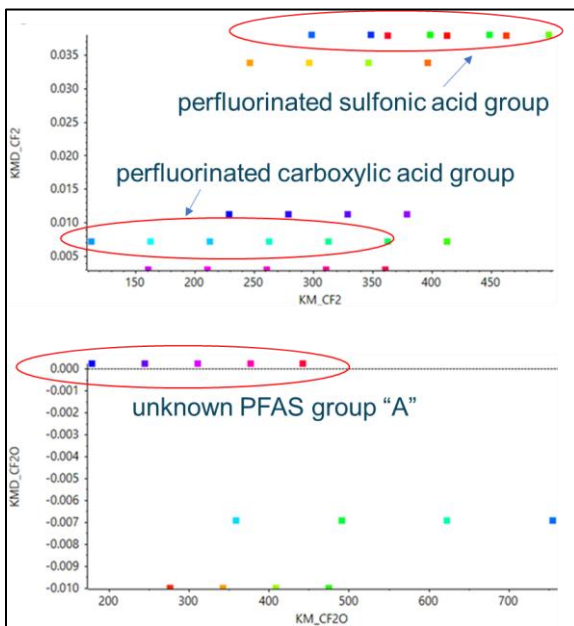 0.035
0.030
0.025
0.020
0.015
0.010
0.005
KMD_CF2
perfluorinated sulfonic acid group
perfluorinated carboxylic acid group
150 200 250 300 350 400 450
KM_CF2
0.000
-0.001
-0.002
-0.003
-0.004
-0.005
-0.006
-0.007
-0.008
-0.009
-0.010
KMD_CF2O
unknown PFAS group “A”
200 300 400 500 600 700
KM_CF2O